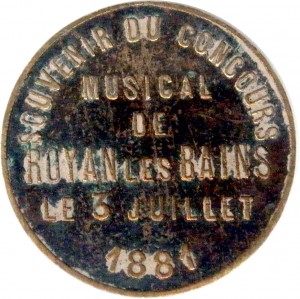 SOUVENIR DU CONCOURS
MUSICAL
DE
ROYAN LES BAINS
LE 3 JUILLET
1881